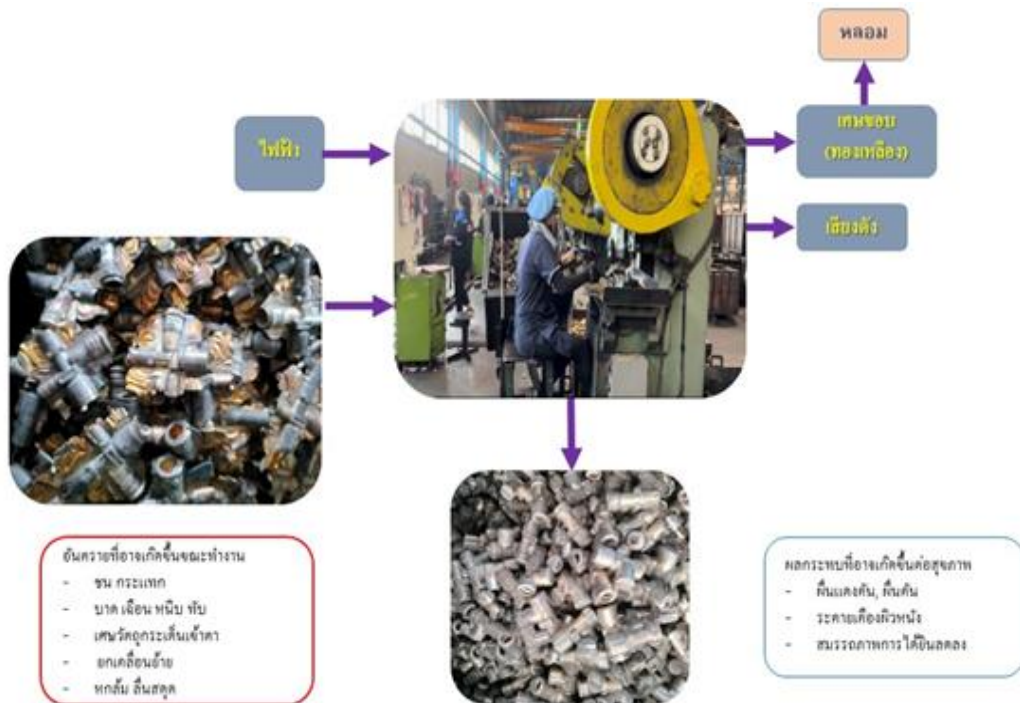 หลอม
ไฟฟ้า
เศษขอบ
(ทองเหลือง)
เสียงดัง
อันตรายที่อาจเกิดขึ้นขณะทำงาน
- ชน กระแทก
- บาด เฉือน หนีบ ทับ
- เศษวัตถุกระเด็นเข้าตา
- ยกเคลื่อนย้าย
- หกล้ม ลื่นสะดุด
ผลกระทบที่อาจเกิดขึ้นต่อสุขภาพ
- ผื่นแดงคัน, ผื่นคัน
- ระคายเคืองผิวหนัง
- สมรรถภาพการได้ยินลดลง